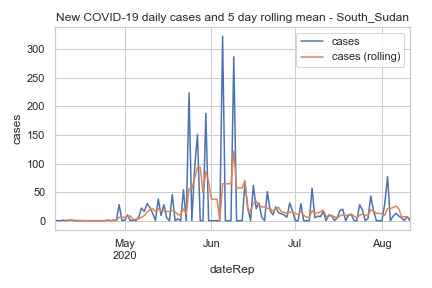 New COVID-19 daily cases and 5 day rolling mean - South_Sudan
cases
cases (rolling)
300
250
200
150
100
50
0
cases
May
2020
Jun
Jul
Aug
dateRep